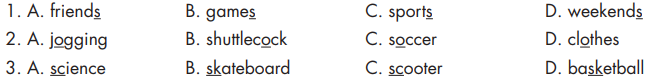 1. A. friends B. games C. sports D. weekends
2. A. jogging B. shuttlecock C. soccer D. clothes
3. A. science B. skateboard C. scooter D. basketball